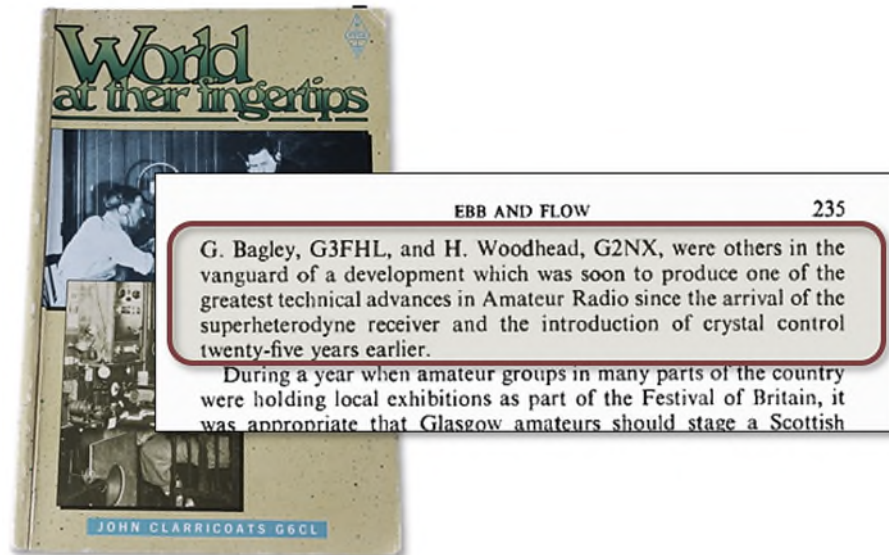 World
at their fingertips
EBB AND FLOW 235
G. Bagley, G3FHL, and H. Woodhead, G2NX, were others in the
vanguard of a development which was soon to produce one of the
greatest technical advances in Amateur Radio since the arrival of the
superheterodyne receiver and the introduction of crystal control
twenty-five years earlier.
During a year when amateur groups in many parts of the country
were holding local exhibitions as part of the Festival of Britain, it
was appropriate that Glasgow amateurs should stage a Scottish
JOHN CLARRICOATS G6CL